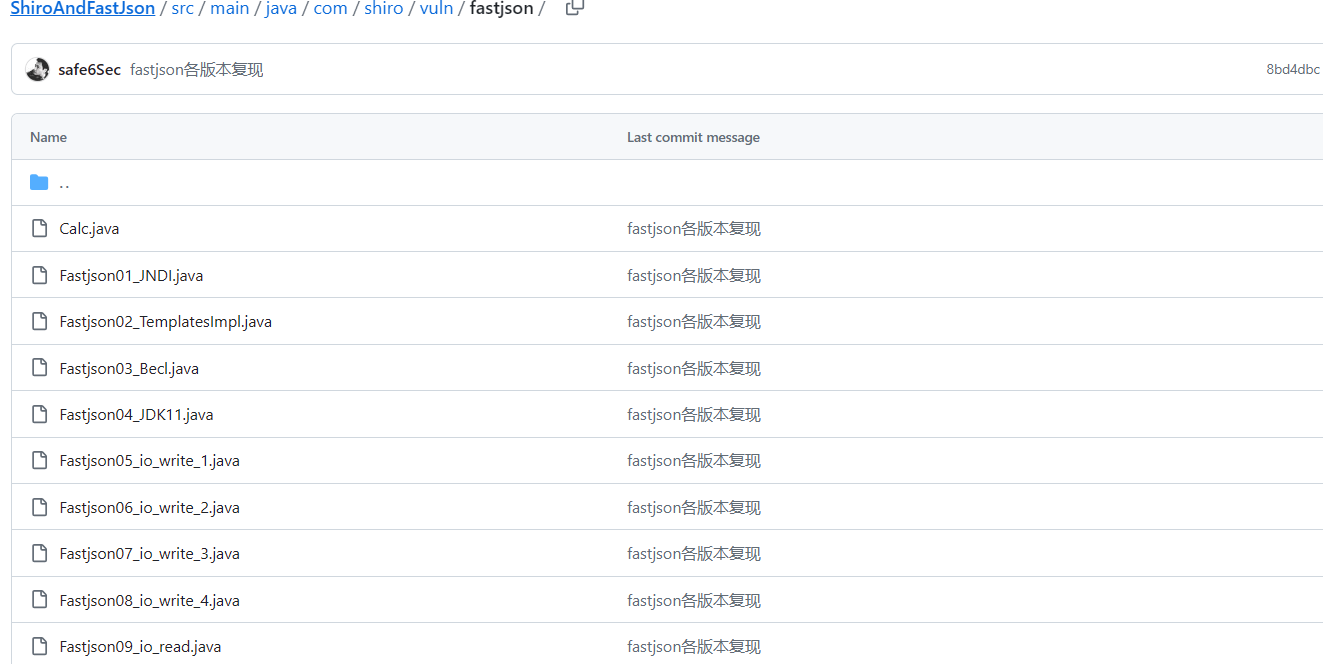 ShiroAndFastJson / src / main / java / com / shiro / vuln / fastjson /
safe6Sec fastjson各版本复现 8bd4dbc
Name Last commit message
..
Calc.java fastjson各版本复现
Fastjson01_JNDI.java fastjson各版本复现
Fastjson02_TemplatesImpl.java fastjson各版本复现
Fastjson03_Becl.java fastjson各版本复现
Fastjson04_JDK11.java fastjson各版本复现
Fastjson05_io_write_1.java fastjson各版本复现
Fastjson06_io_write_2.java fastjson各版本复现
Fastjson07_io_write_3.java fastjson各版本复现
Fastjson08_io_write_4.java fastjson各版本复现
Fastjson09_io_read.java fastjson各版本复现